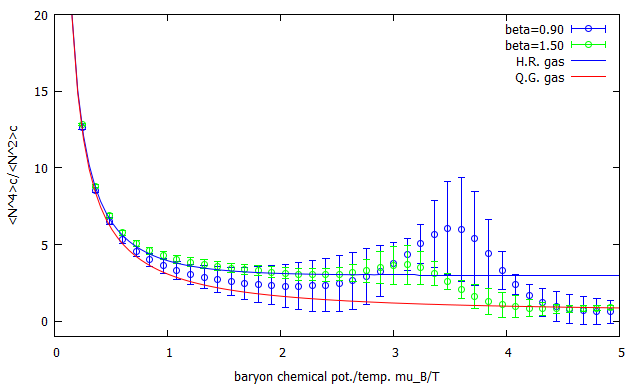 20
15
10
5
0
0
1
2
3
4
5
<N^4>c/<N^2>c
baryon chemical pot./temp. mu_B/T
beta=0.90
beta=1.50
H.R. gas
Q.G. gas